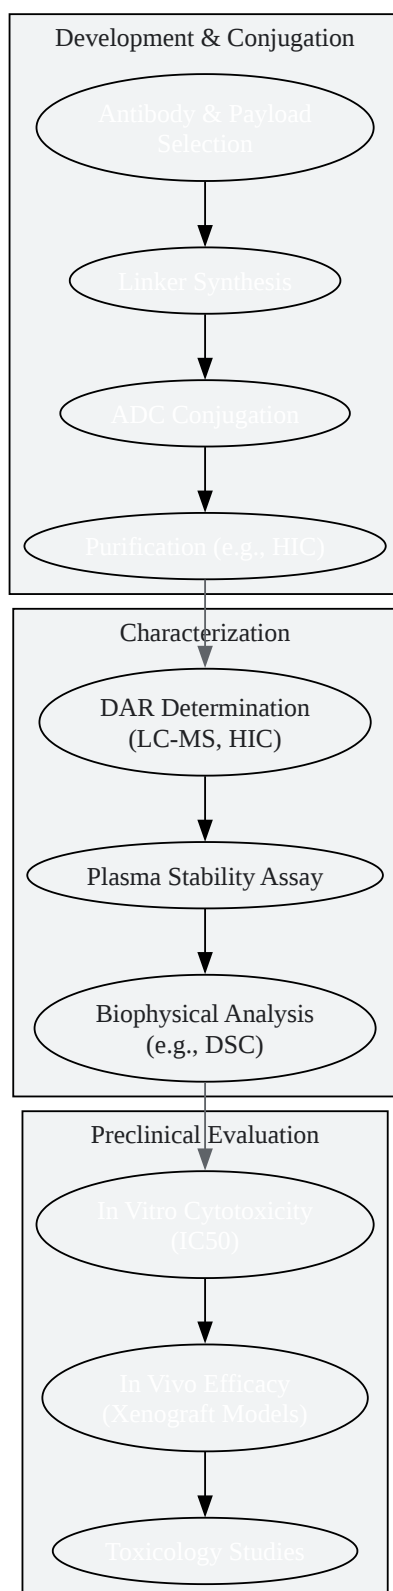 Development & Conjugation
Antibody & Payload
Selection
Linker Synthesis
ADC Conjugation
Purification (e.g., HIC)
Characterization
DAR Determination
(LC-MS, HIC)
Plasma Stability Assay
Biophysical Analysis
(e.g., DSC)
Preclinical Evaluation
In Vitro Cytotoxicity
(IC50)
In Vivo Efficacy
(Xenograft Models)
Toxicology Studies